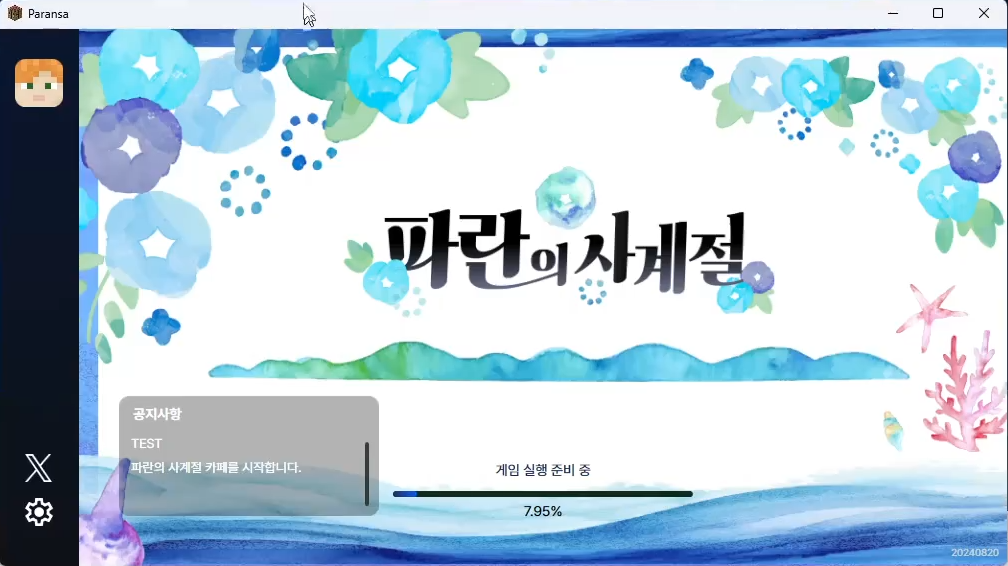 Paransa
파란의 사계절
공지사항
TEST
파란의 사계절 카페를 시작합니다.
게임 실행 준비 중
7.95%
20240820